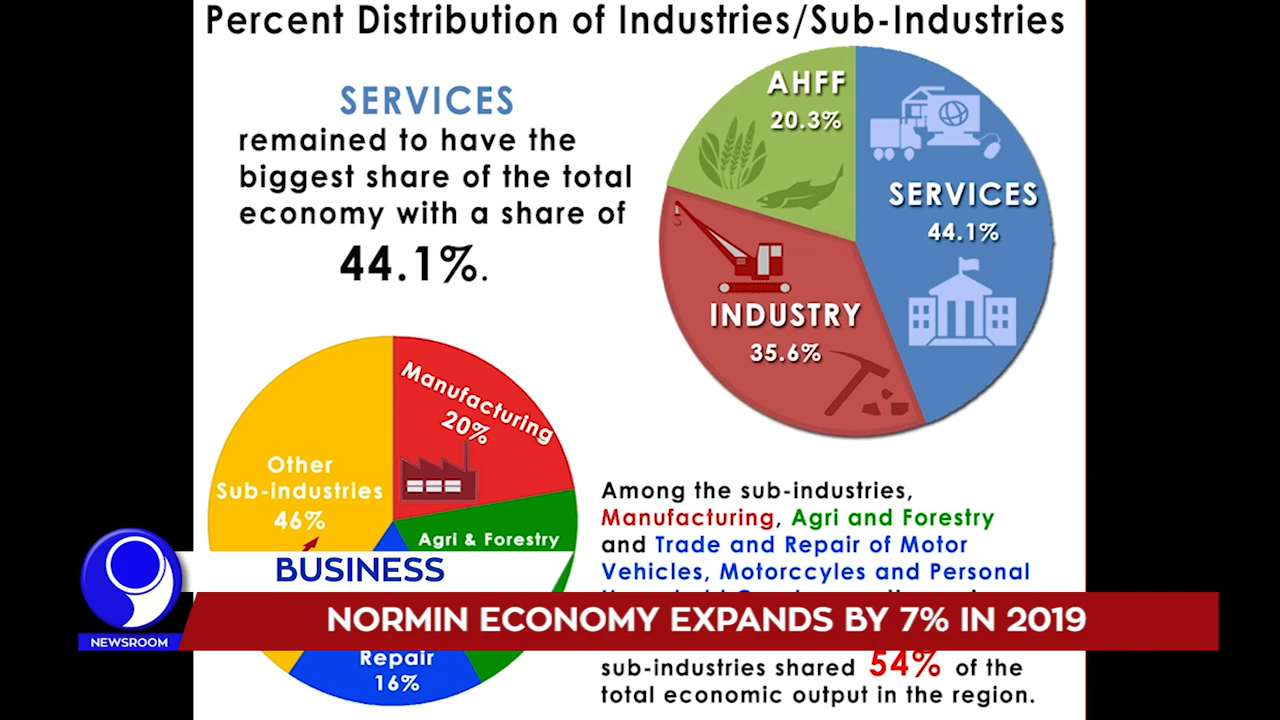 Percent Distribution of Industries/Sub-Industries
SERVICES
remained to have the
biggest share of the total
economy with a share of
44.1%.
AHFF
20.3%
SERVICES
44.1%
INDUSTRY
35.6%
Manufacturing
20%
Other
Sub-industries
46%
Agri & Forestry
Repair
16%
Among the sub-industries,
Manufacturing, Agri and Forestry
and Trade and Repair of Motor
Vehicles, Motorccyles and Personal
sub-industries shared 54% of the
total economic output in the region.
BUSINESS
NORMIN ECONOMY EXPANDS BY 7% IN 2019
NEWSROOM